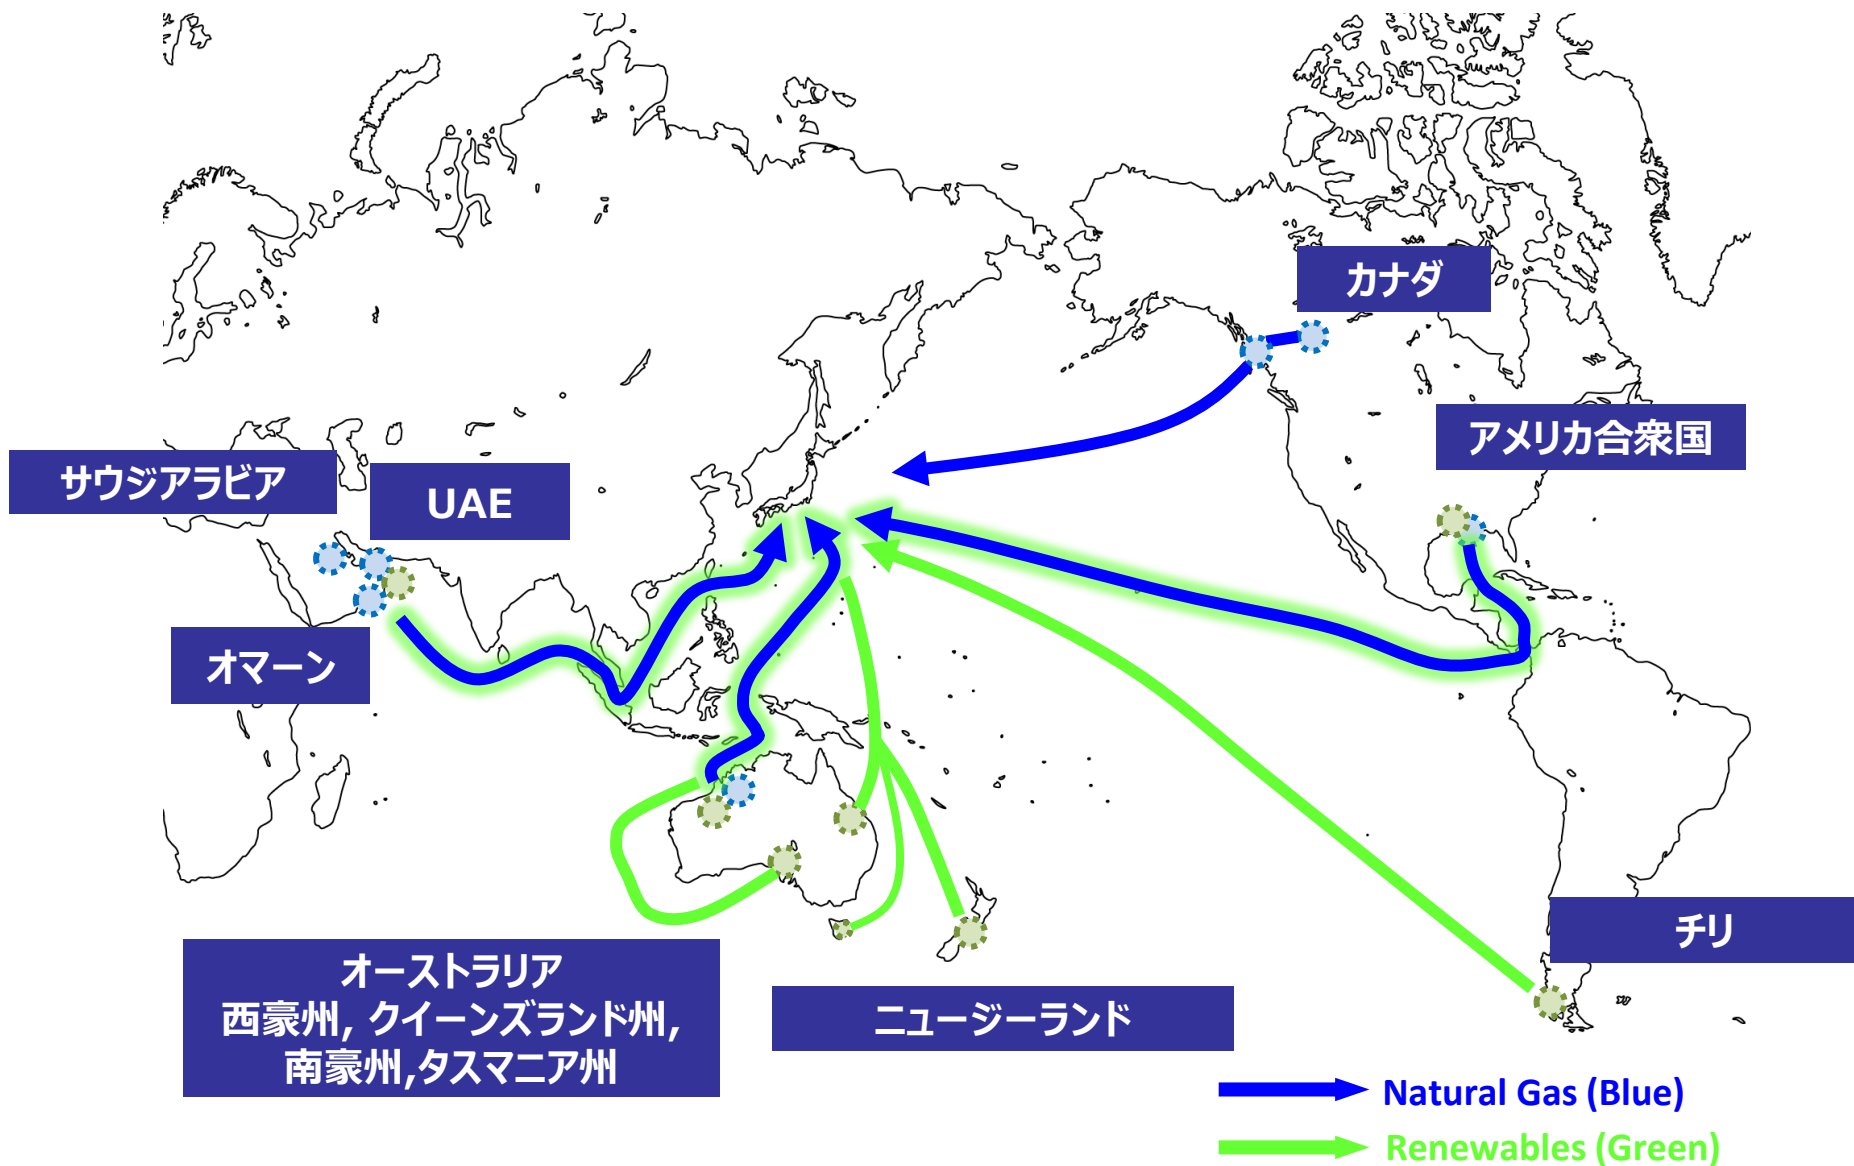 カナダ
アメリカ合衆国
サウジアラビア
UAE
オマーン
チリ
オーストラリア
西豪州, クイーンズランド州,
南豪州,タスマニア州
ニュージーランド
Natural Gas (Blue)
Renewables (Green)